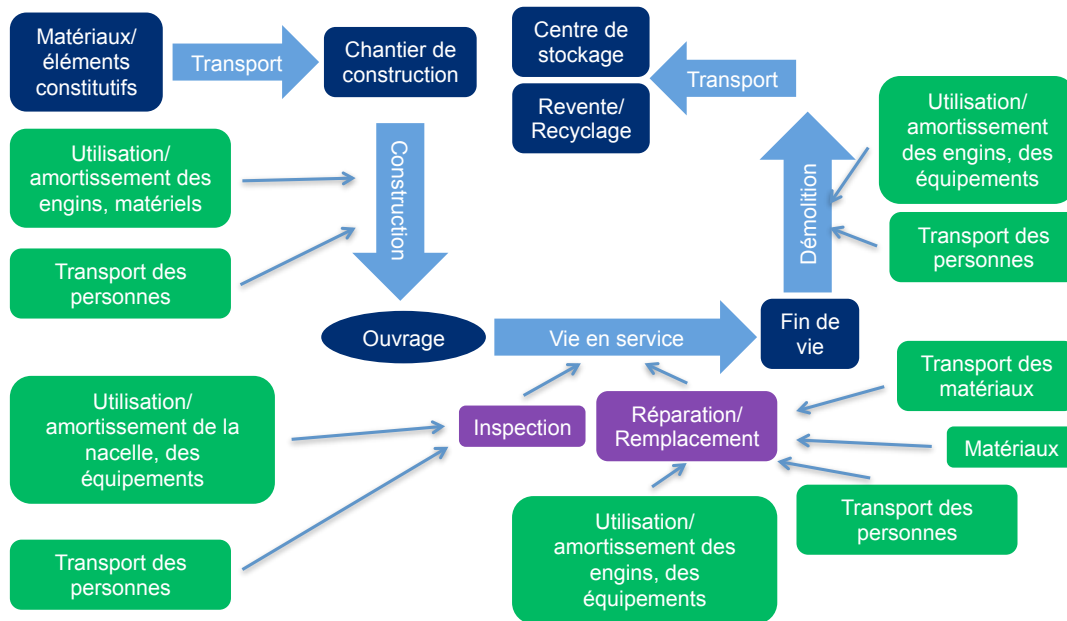 Matériaux/
éléments
constitutifs
Transport
Chantier de
construction
Centre de
stockage
Revente/
Recyclage
Transport
Utilisation/
amortissement
des engins, des
équipements
Utilisation/
amortissement des
engins, matériels
Construction
Démolition
Transport des
personnes
Transport des
personnes
Ouvrage
Vie en service
Fin de
vie
Transport des
matériaux
Utilisation/
amortissement de la
nacelle, des
équipements
Inspection
Réparation/
Remplacement
Matériaux
Transport des
personnes
Utilisation/
amortissement des
engins, des
équipements
Transport des
personnes